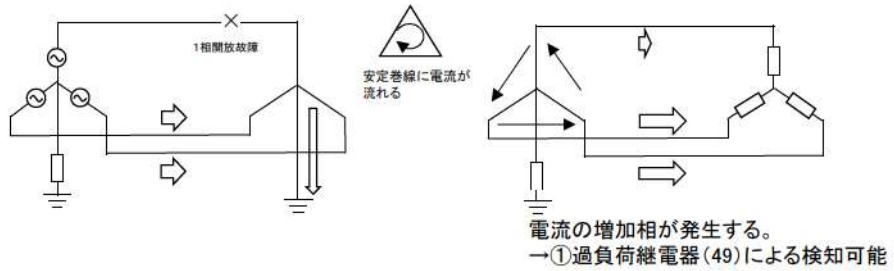 1相開放故障
安定巻線に電流が
流れる
電流の増加相が発生する。
→①過負荷継電器(49)による検知可能